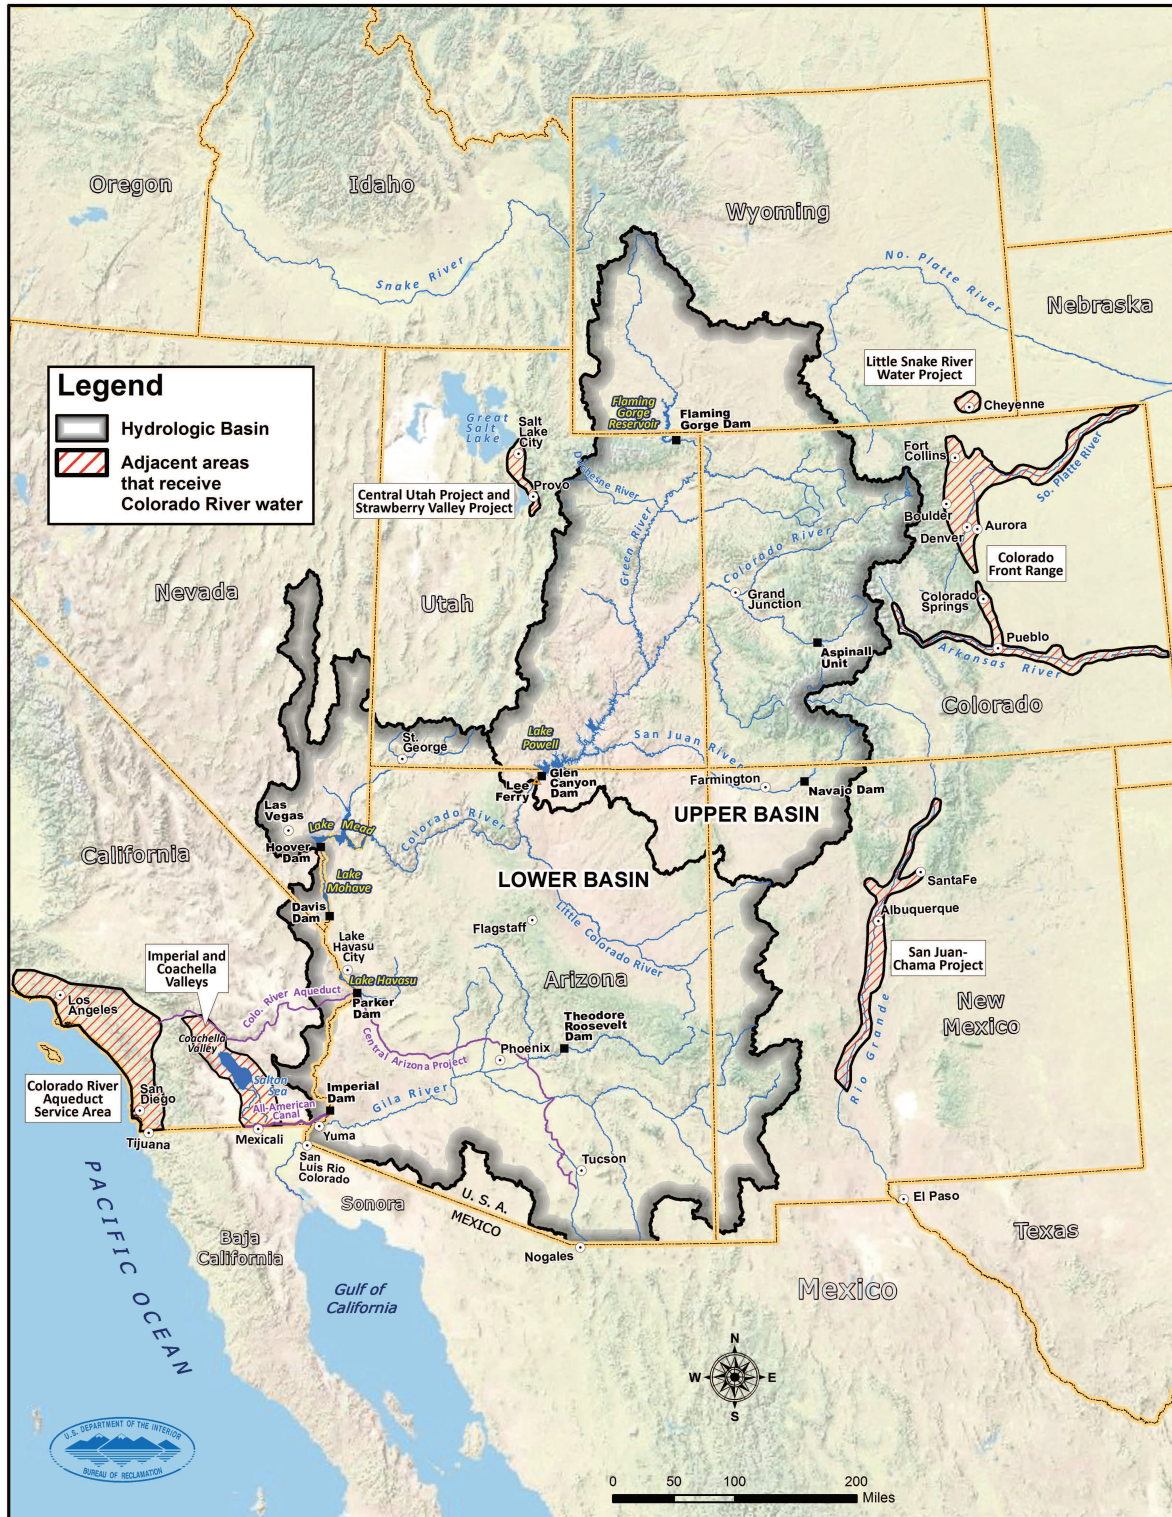 Oregon
Idaho
Wyoming
Snake River
No. Platte River
Nebraska
Legend
Hydrologic Basin
Adjacent areas
that receive
Colorado River water
Great
Salt
Lake
Salt
Lake
City
Provo
Central Utah Project and
Strawberry Valley Project
Duchesne River
Flaming
Gorge
Reservoir
Flaming
Gorge Dam
Little Snake River
Water Project
Cheyenne
Fort
Collins
So. Platte River
Boulder
Denver
Aurora
Colorado
Front Range
Colorado
Springs
Pueblo
Arkansas River
Colorado
Green River
Colorado River
Grand
Junction
Aspinall
Unit
Nevada
Utah
St.
George
Lake
Powell
San Juan River
Lee
Ferry
Glen
Canyon
Dam
Farmington
Navajo Dam
UPPER BASIN
Las
Vegas
Lake Mead
Colorado River
Hoover
Dam
California
Lake
Mohave
LOWER BASIN
Davis
Dam
Flagstaff
Little Colorado River
SantaFe
Albuquerque
San Juan-
Chama Project
Lake
Havasu
City
Lake Havasu
Arizona
New
Mexico
Imperial and
Coachella
Valleys
Los
Angeles
Colo. River Aqueduct
Parker
Dam
Central Arizona Project
Theodore
Roosevelt
Dam
Phoenix
Coachella
Valley
Salton
Sea
Colorado River
Aqueduct
Service Area
San
Diego
Imperial
Dam
Gila River
All-American
Canal
Rio Grande
Tijuana
Mexicali
Yuma
San
Luis Rio
Colorado
Tucson
Sonora
U. S. A.
MEXICO
Nogales
El Paso
Texas
Baja
California
Gulf of
California
Mexico
PACIFIC OCEAN
N
W
E
S
U.S. DEPARTMENT OF THE INTERIOR
BUREAU OF RECLAMATION
0 50 100 200
Miles